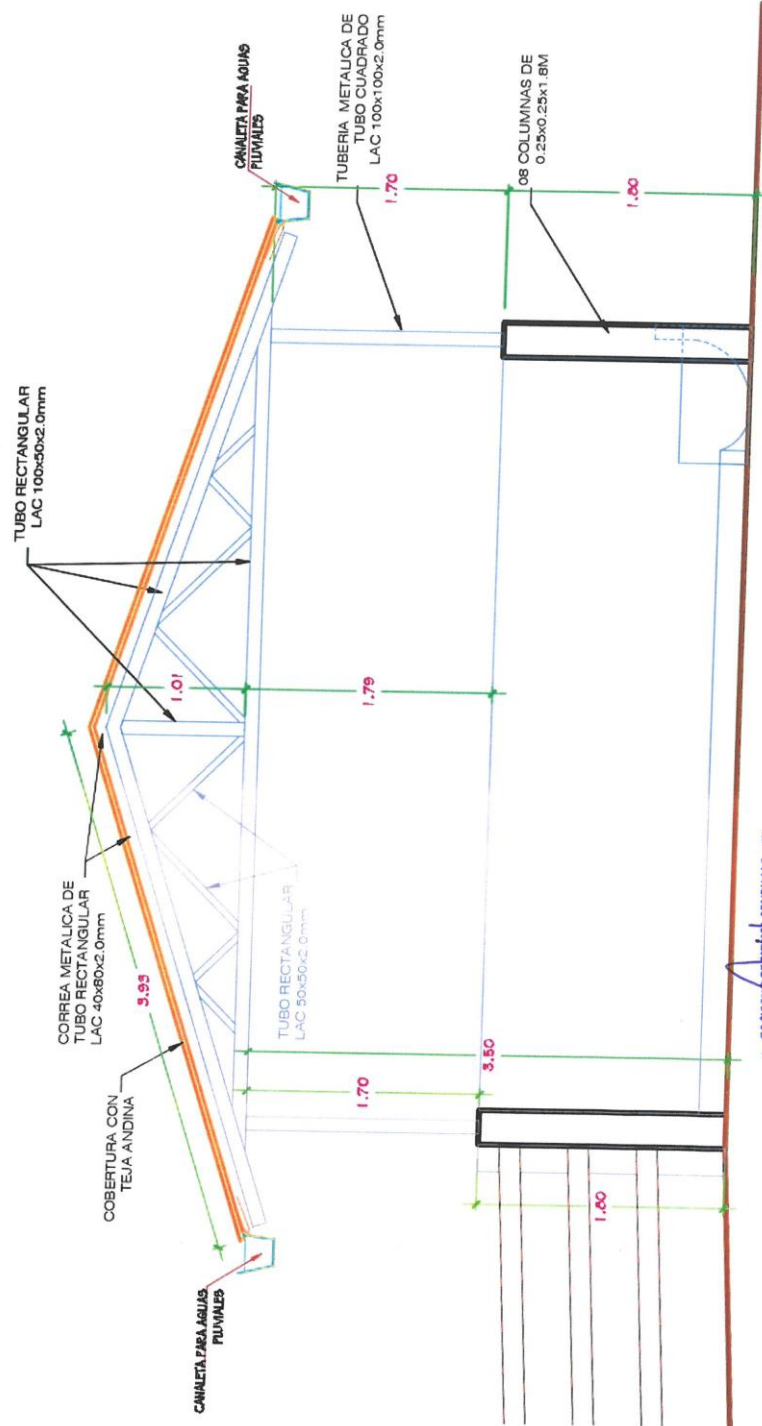 CANALETA PARA AGUAS
PLUVIALES
COBERTURA CON
TEJA ANDINA
3.93
CORREA METALICA DE
TUBO RECTANGULAR
LAC 40x80x2.0mm
TUBO RECTANGULAR
LAC 100x50x2.0mm
CANALETA PARA AGUAS
PLUVIALES
1.01
TUBO RECTANGULAR
LAC 50x50x2.0mm
1.79
1.70
TUBERIA METALICA DE
TUBO CUADRADO
LAC 100x100x2.0mm
1.70
3.50
08 COLUMNAS DE
0.25x0.25x1.8M
1.80
1.80